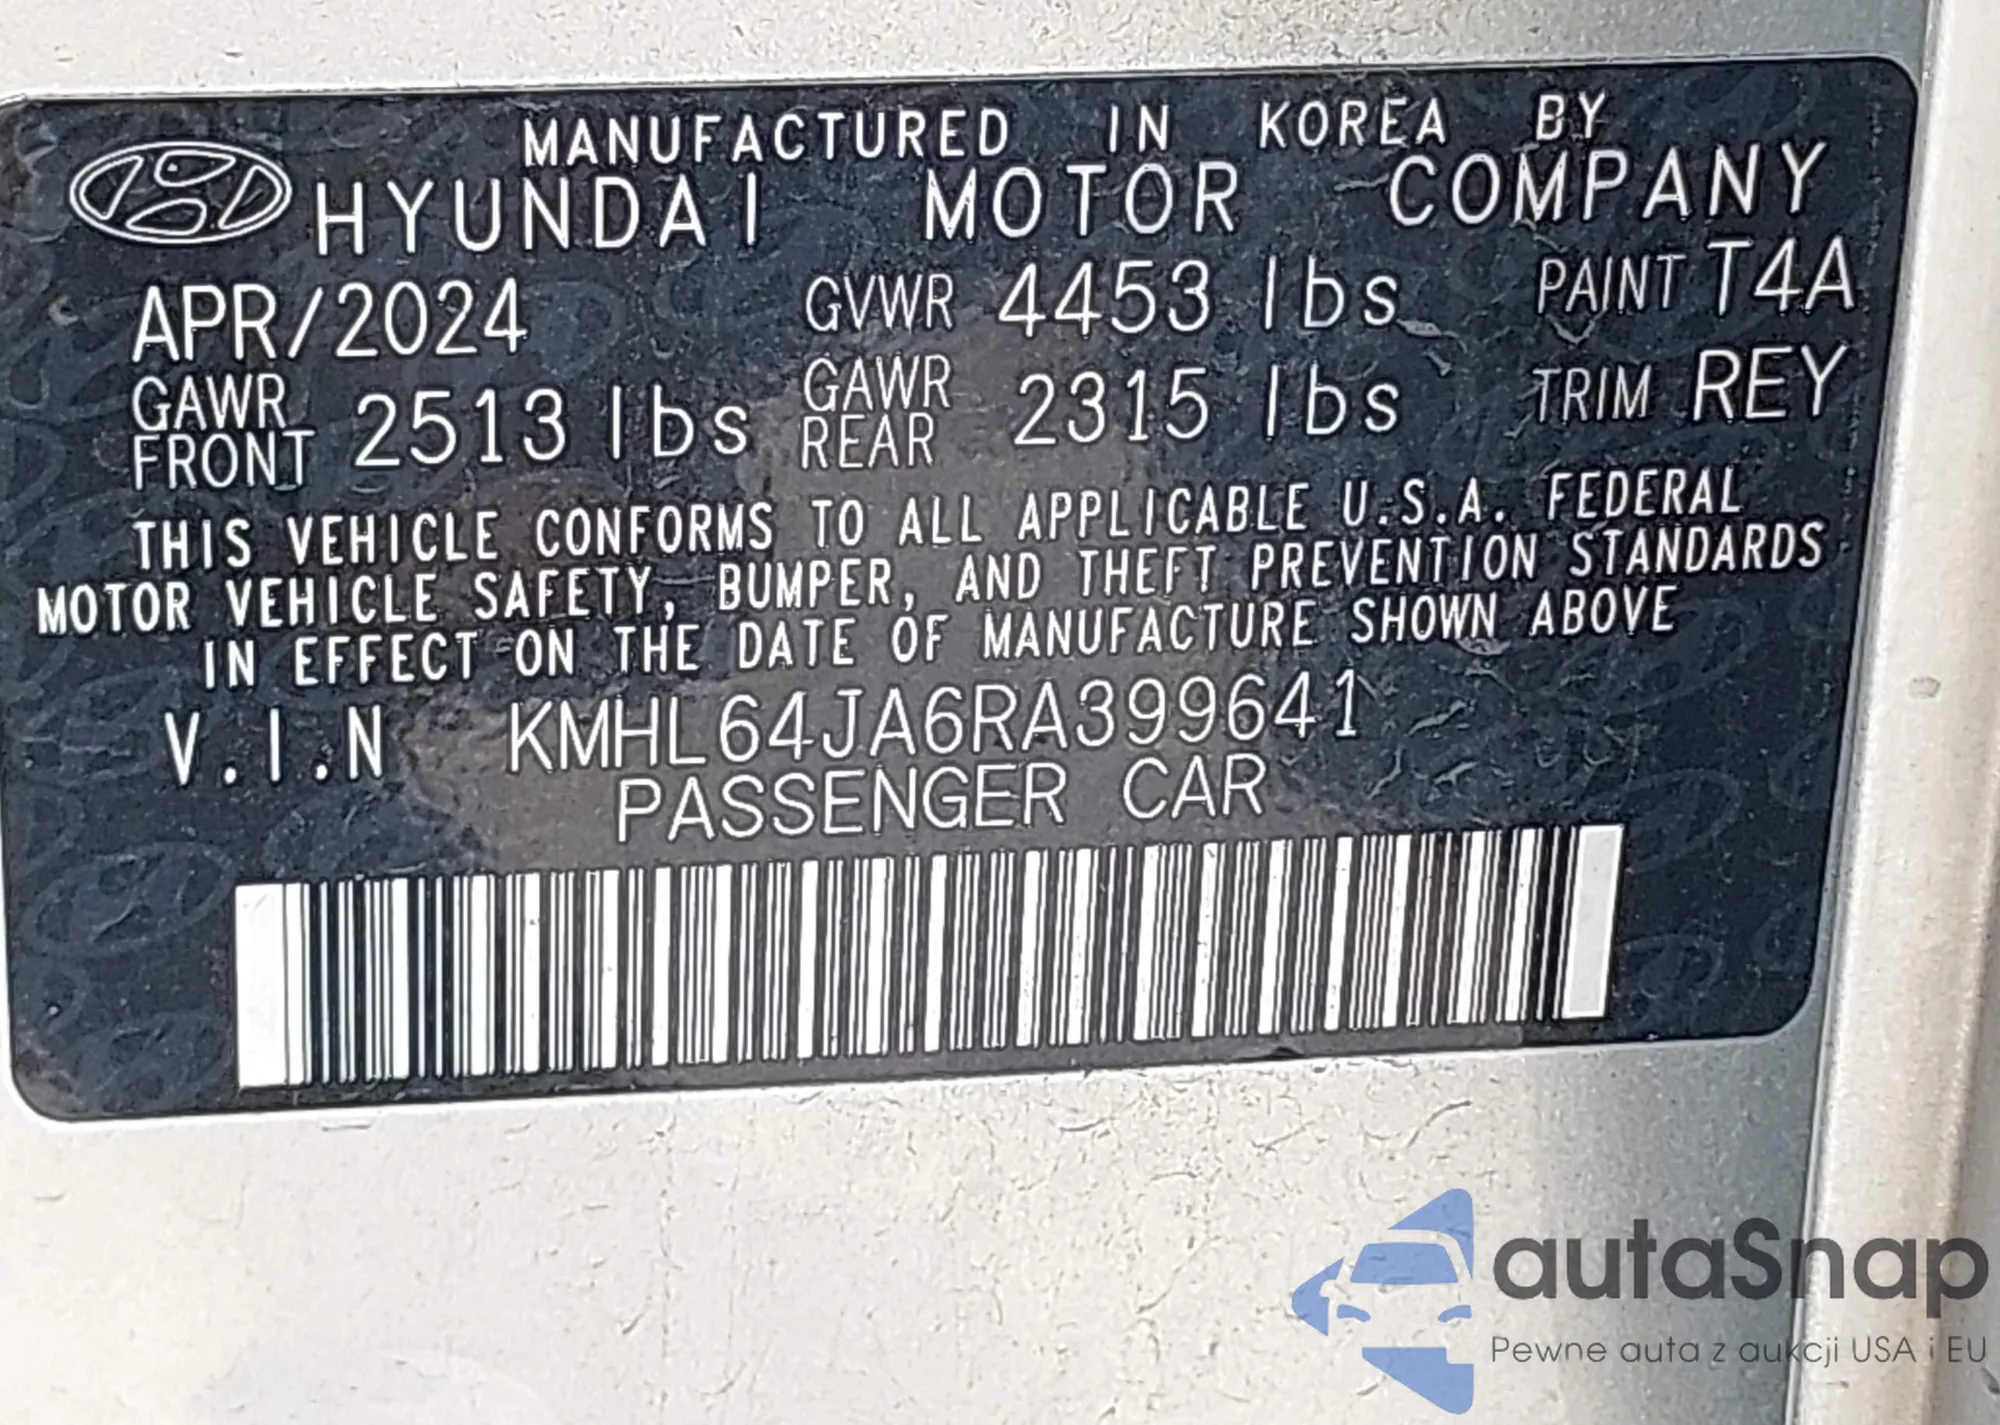 MANUFACTURED IN KOREA BY
HYUNDAI MOTOR COMPANY
APR/2024 GVWR 4453 lbs PAINT T4A
GAWR FRONT 2513 lbs GAWR REAR 2315 lbs TRIM REY
THIS VEHICLE CONFORMS TO ALL APPLICABLE U.S.A. FEDERAL
MOTOR VEHICLE SAFETY, BUMPER, AND THEFT PREVENTION STANDARDS
IN EFFECT ON THE DATE OF MANUFACTURE SHOWN ABOVE
V.I.N KMHL64JA6RA399641
PASSENGER CAR
autaSnap
Pewne auta z aukcji USA i EU